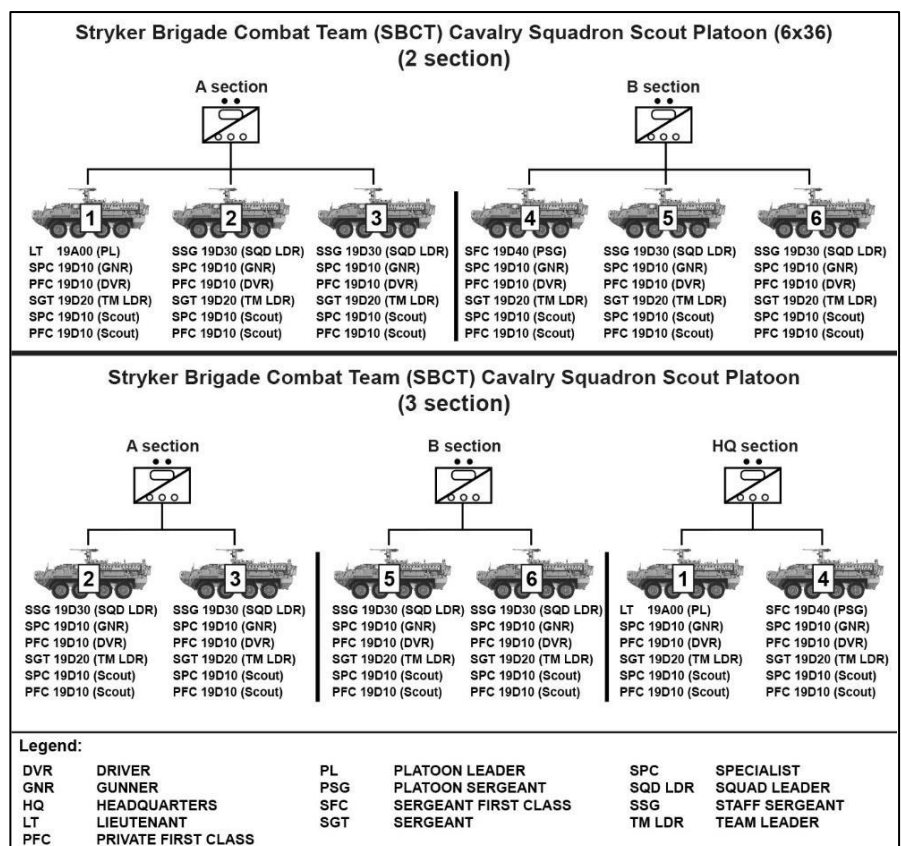 Stryker Brigade Combat Team (SBCT) Cavalry Squadron Scout Platoon (6x36)
(2 section)
A section
B section
1
2
3
4
5
6
LT 19A00 (PL)
SPC 19D10 (GNR)
PFC 19D10 (DVR)
SGT 19D20 (TM LDR)
SPC 19D10 (Scout)
PFC 19D10 (Scout)
SSG 19D30 (SQD LDR)
SPC 19D10 (GNR)
PFC 19D10 (DVR)
SGT 19D20 (TM LDR)
SPC 19D10 (Scout)
PFC 19D10 (Scout)
SSG 19D30 (SQD LDR)
SPC 19D10 (GNR)
PFC 19D10 (DVR)
SGT 19D20 (TM LDR)
SPC 19D10 (Scout)
PFC 19D10 (Scout)
SFC 19D40 (PSG)
SPC 19D10 (GNR)
PFC 19D10 (DVR)
SGT 19D20 (TM LDR)
SPC 19D10 (Scout)
PFC 19D10 (Scout)
SSG 19D30 (SQD LDR)
SPC 19D10 (GNR)
PFC 19D10 (DVR)
SGT 19D20 (TM LDR)
SPC 19D10 (Scout)
PFC 19D10 (Scout)
SSG 19D30 (SQD LDR)
SPC 19D10 (GNR)
PFC 19D10 (DVR)
SGT 19D20 (TM LDR)
SPC 19D10 (Scout)
PFC 19D10 (Scout)
Stryker Brigade Combat Team (SBCT) Cavalry Squadron Scout Platoon
(3 section)
A section
B section
HQ section
2
3
5
6
1
4
SSG 19D30 (SQD LDR)
SPC 19D10 (GNR)
PFC 19D10 (DVR)
SGT 19D20 (TM LDR)
SPC 19D10 (Scout)
PFC 19D10 (Scout)
SSG 19D30 (SQD LDR)
SPC 19D10 (GNR)
PFC 19D10 (DVR)
SGT 19D20 (TM LDR)
SPC 19D10 (Scout)
PFC 19D10 (Scout)
SSG 19D30 (SQD LDR)
SPC 19D10 (GNR)
PFC 19D10 (DVR)
SGT 19D20 (TM LDR)
SPC 19D10 (Scout)
PFC 19D10 (Scout)
SSG 19D30 (SQD LDR)
SPC 19D10 (GNR)
PFC 19D10 (DVR)
SGT 19D20 (TM LDR)
SPC 19D10 (Scout)
PFC 19D10 (Scout)
LT 19A00 (PL)
SPC 19D10 (GNR)
PFC 19D10 (DVR)
SGT 19D20 (TM LDR)
SPC 19D10 (Scout)
PFC 19D10 (Scout)
SFC 19D40 (PSG)
SPC 19D10 (GNR)
PFC 19D10 (DVR)
SGT 19D20 (TM LDR)
SPC 19D10 (Scout)
PFC 19D10 (Scout)
Legend:
DVR DRIVER
GNR GUNNER
HQ HEADQUARTERS
LT LIEUTENANT
PFC PRIVATE FIRST CLASS
PL PLATOON LEADER
PSG PLATOON SERGEANT
SFC SERGEANT FIRST CLASS
SGT SERGEANT
SPC SPECIALIST
SQD LDR SQUAD LEADER
SSG STAFF SERGEANT
TM LDR TEAM LEADER